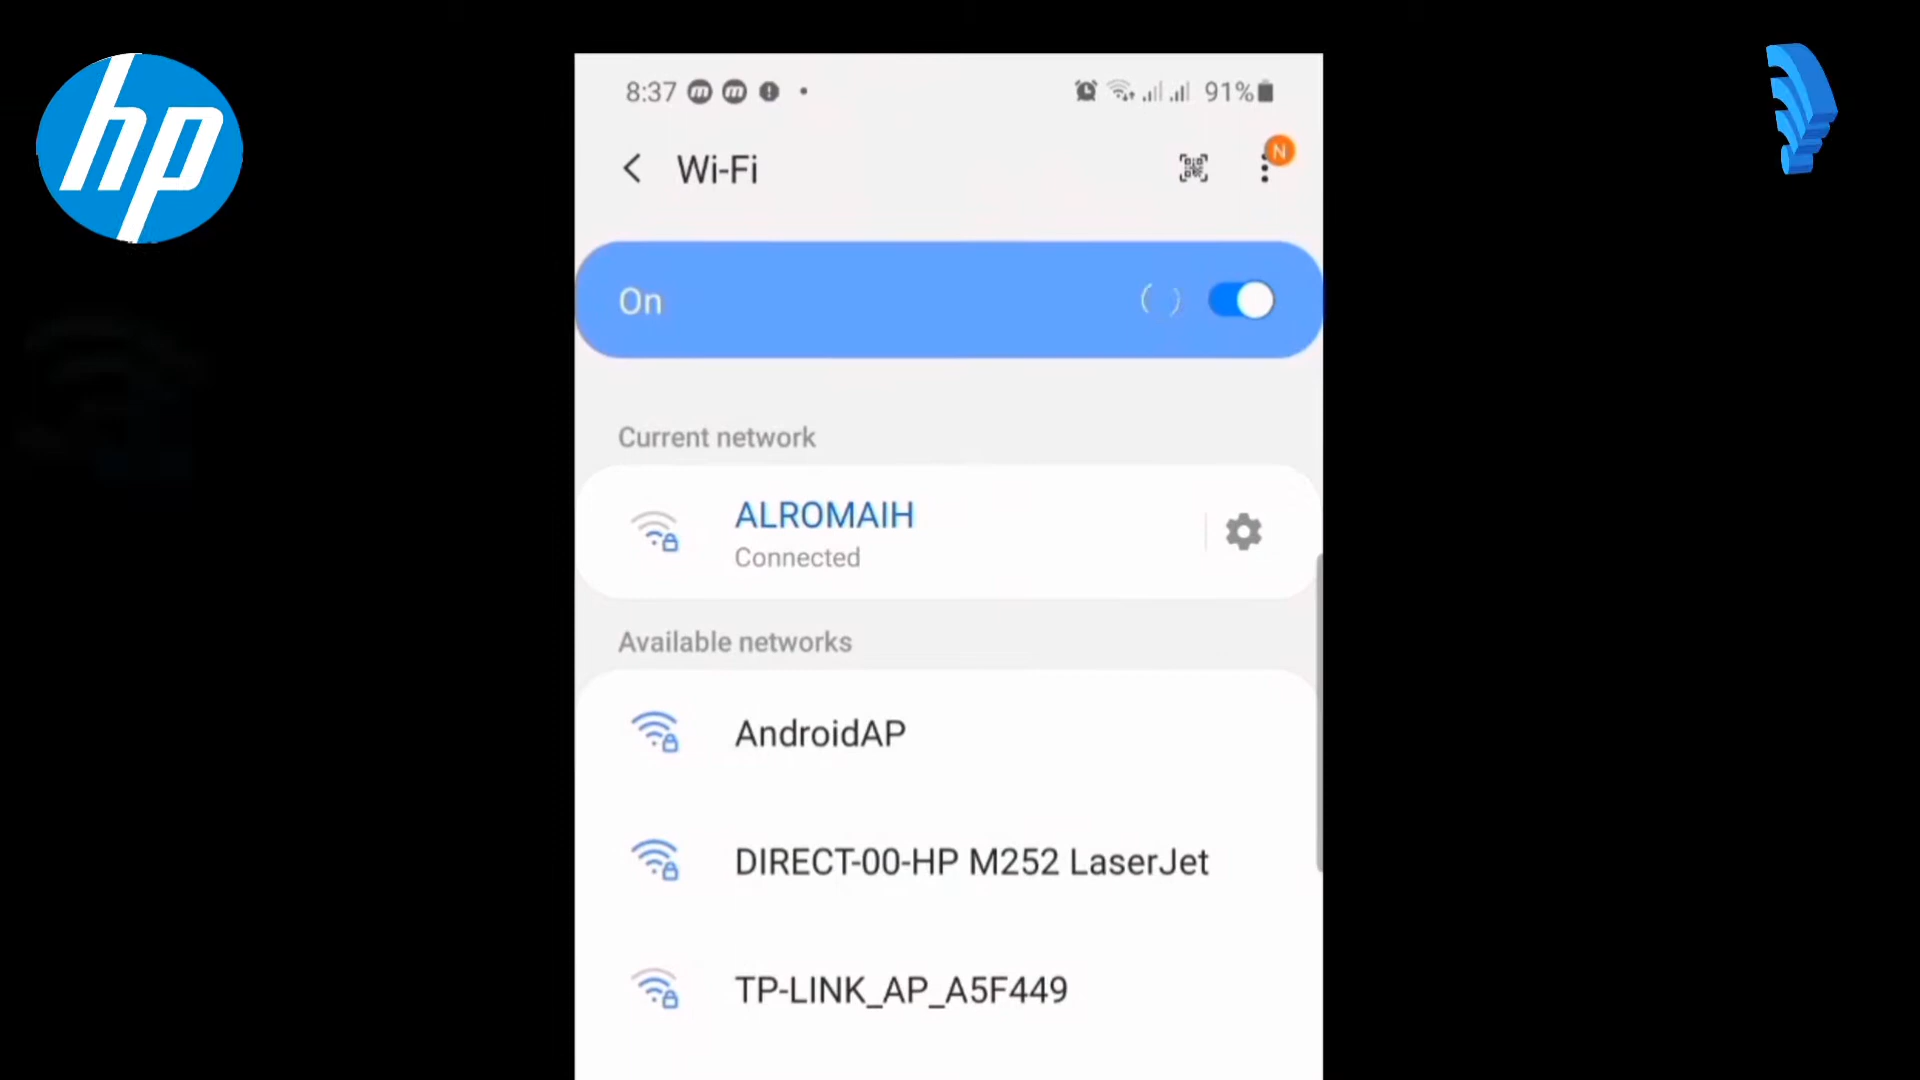 hp
8:37 91%
Wi-Fi
N
On
Current network
ALROMAIH
Connected
Available networks
AndroidAP
DIRECT-00-HP M252 LaserJet
TP-LINK_AP_A5F449